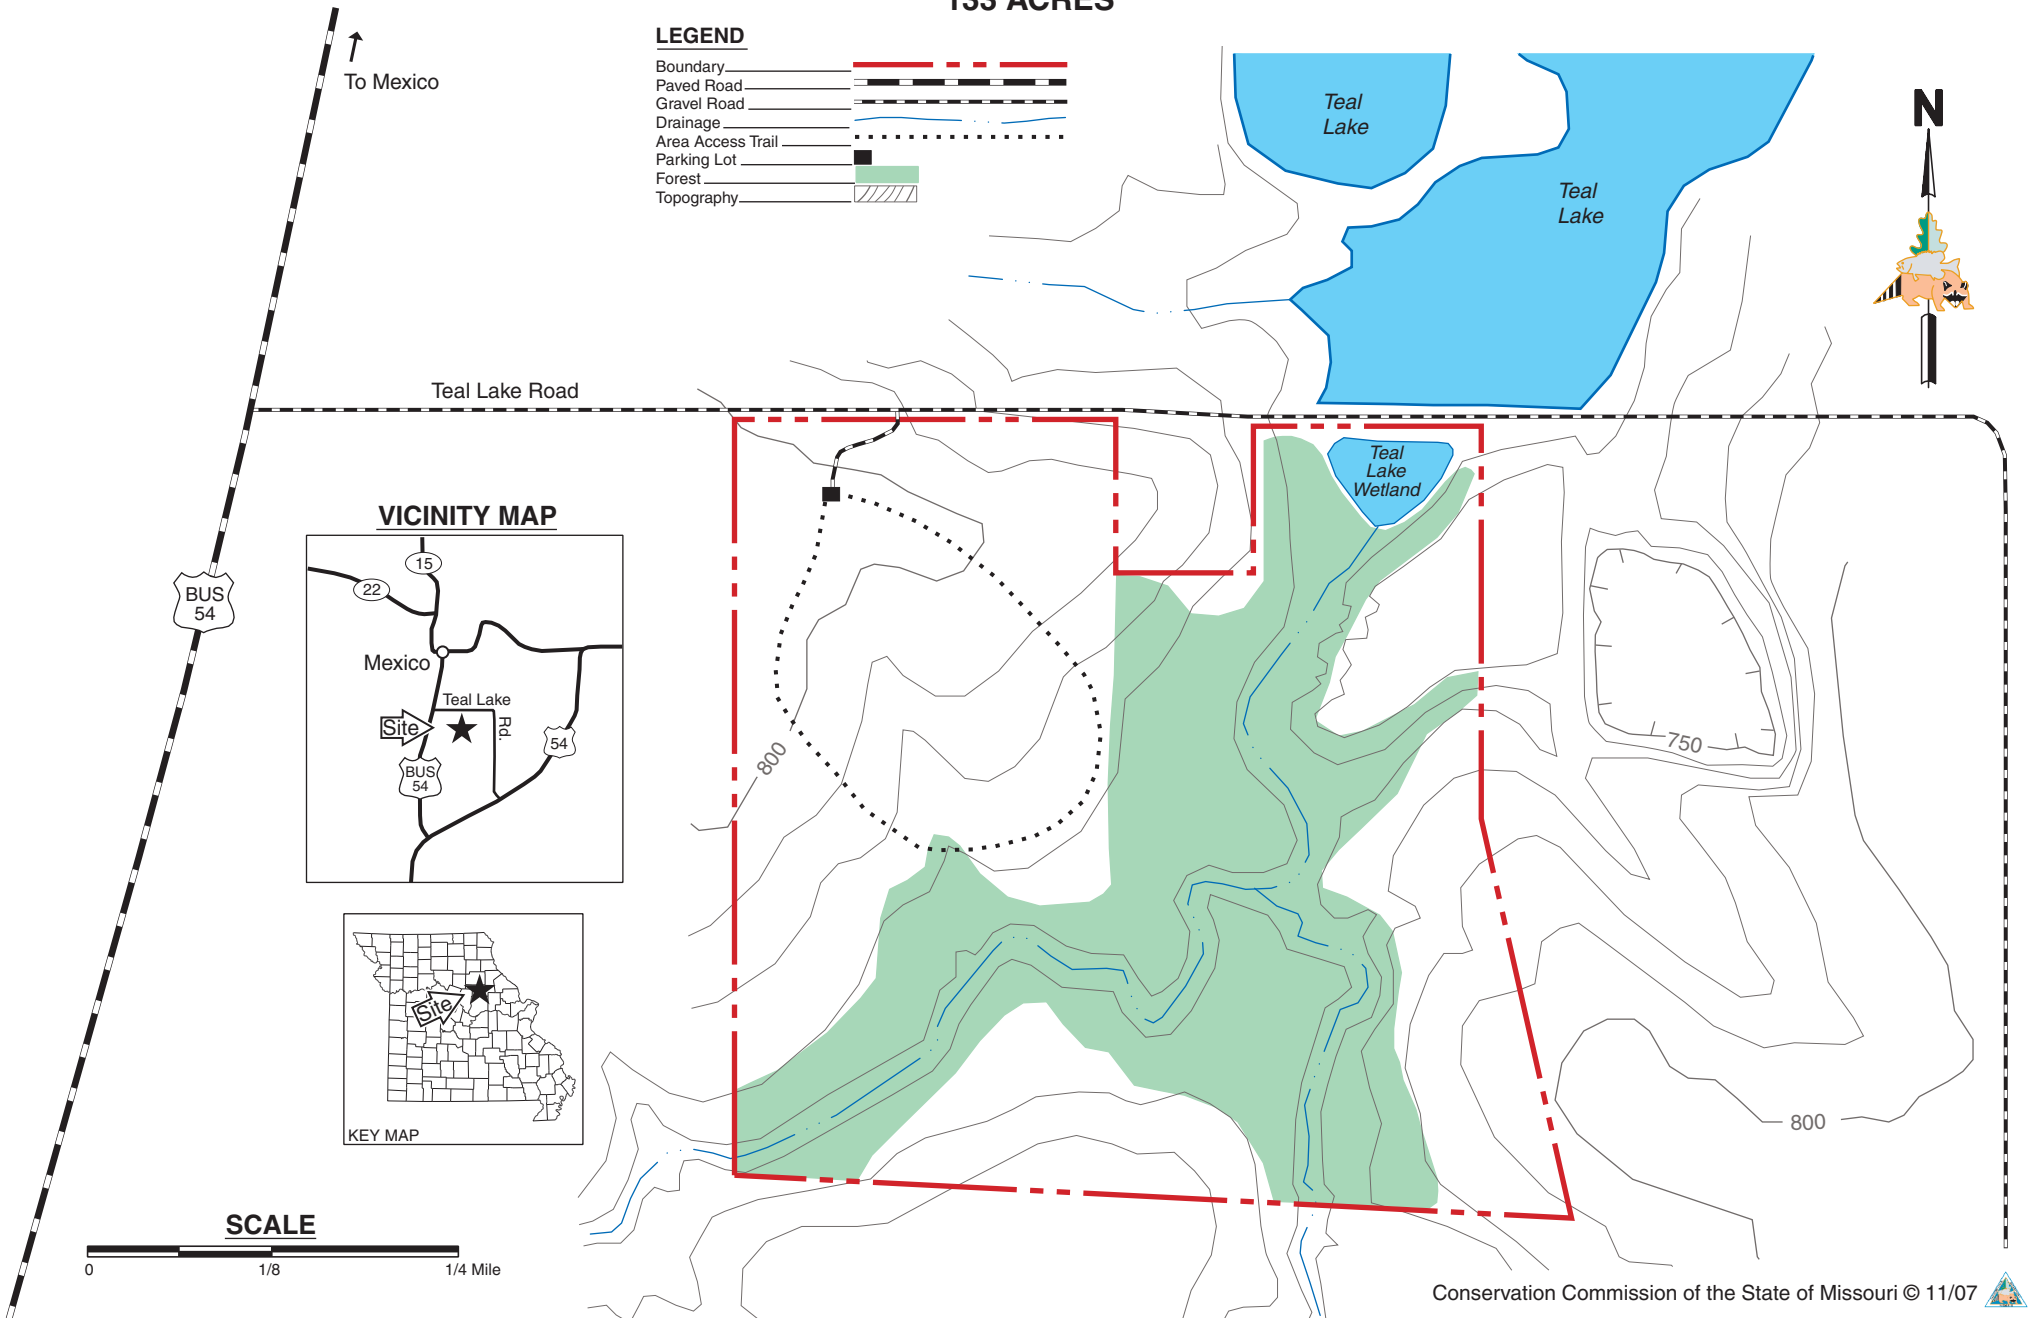 133 ACRES
LEGEND
Boundary
Paved Road
Gravel Road
Drainage
Area Access Trail
Parking Lot
Forest
Topography
To Mexico
Teal
Lake
Teal
Lake
N
Teal Lake Road
Teal
Lake
Wetland
BUS
54
VICINITY MAP
15
22
Mexico
Teal Lake
Rd.
Site
54
BUS
54
800
750
Site
KEY MAP
800
SCALE
0
1/8
1/4 Mile
Conservation Commission of the State of Missouri © 11/07